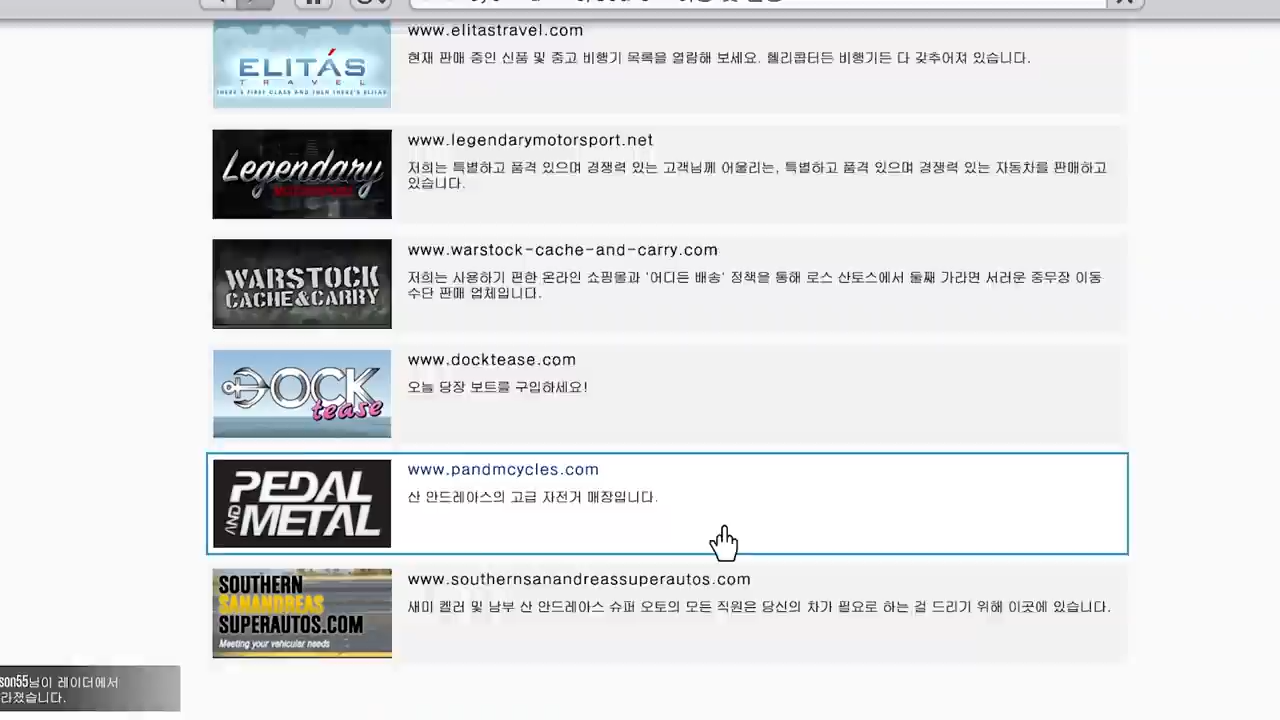 www.elitastravel.com
ELITÁS
TRAVEL
THERE'S FIRST CLASS AND THEN THERE'S ELITAS
현재 판매 중인 신품 및 중고 비행기 목록을 열람해 보세요. 헬리콥터든 비행기든 다 갖추어져 있습니다.
Legendary
MOTORSPORT
www.legendarymotorsport.net
저희는 특별하고 품격 있으며 경쟁력 있는 고객님께 어울리는, 특별하고 품격 있으며 경쟁력 있는 자동차를 판매하고
있습니다.
WARSTOCK
CACHE&CARRY
www.warstock-cache-and-carry.com
저희는 사용하기 편한 온라인 쇼핑몰과 '어디든 배송' 정책을 통해 로스 산토스에서 둘째 가라면 서러운 중무장 이동
수단 판매 업체입니다.
DOCK
tease
www.docktease.com
오늘 당장 보트를 구입하세요!
PEDAL
AND METAL
www.pandmcycles.com
산 안드레아스의 고급 자전거 매장입니다.
SOUTHERN
SANANDREAS
SUPERAUTOS.COM
Meeting your vehicular needs
www.southernsanandreassuperautos.com
새미 켈러 및 남부 산 안드레아스 슈퍼 오토의 모든 직원은 당신의 차가 필요로 하는 걸 드리기 위해 이곳에 있습니다.
son55님이 레이더에서
라졌습니다.